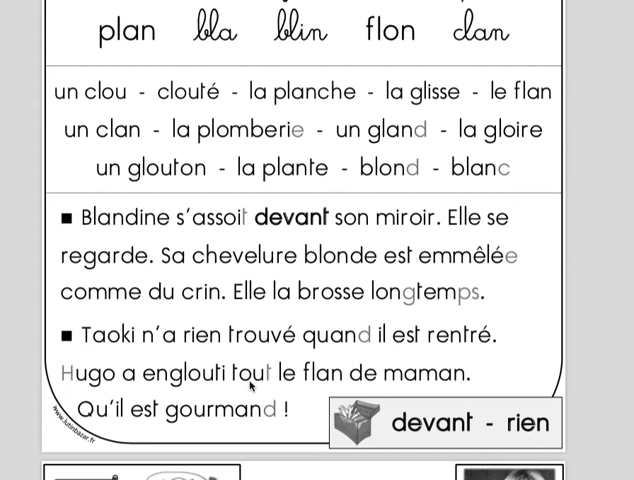 plan bla blin flon clan
un clou - clouté - la planche - la glisse - le flan
un clan - la plomberie - un gland - la gloire
un glouton - la plante - blond - blanc
■ Blandine s'assoit devant son miroir. Elle se
regarde. Sa chevelure blonde est emmêlée
comme du crin. Elle la brosse longtemps.
■ Taoki n'a rien trouvé quand il est rentré.
Hugo a englouti tout le flan de maman.
Qu'il est gourmand !
devant - rien
www.lutinbazar.fr